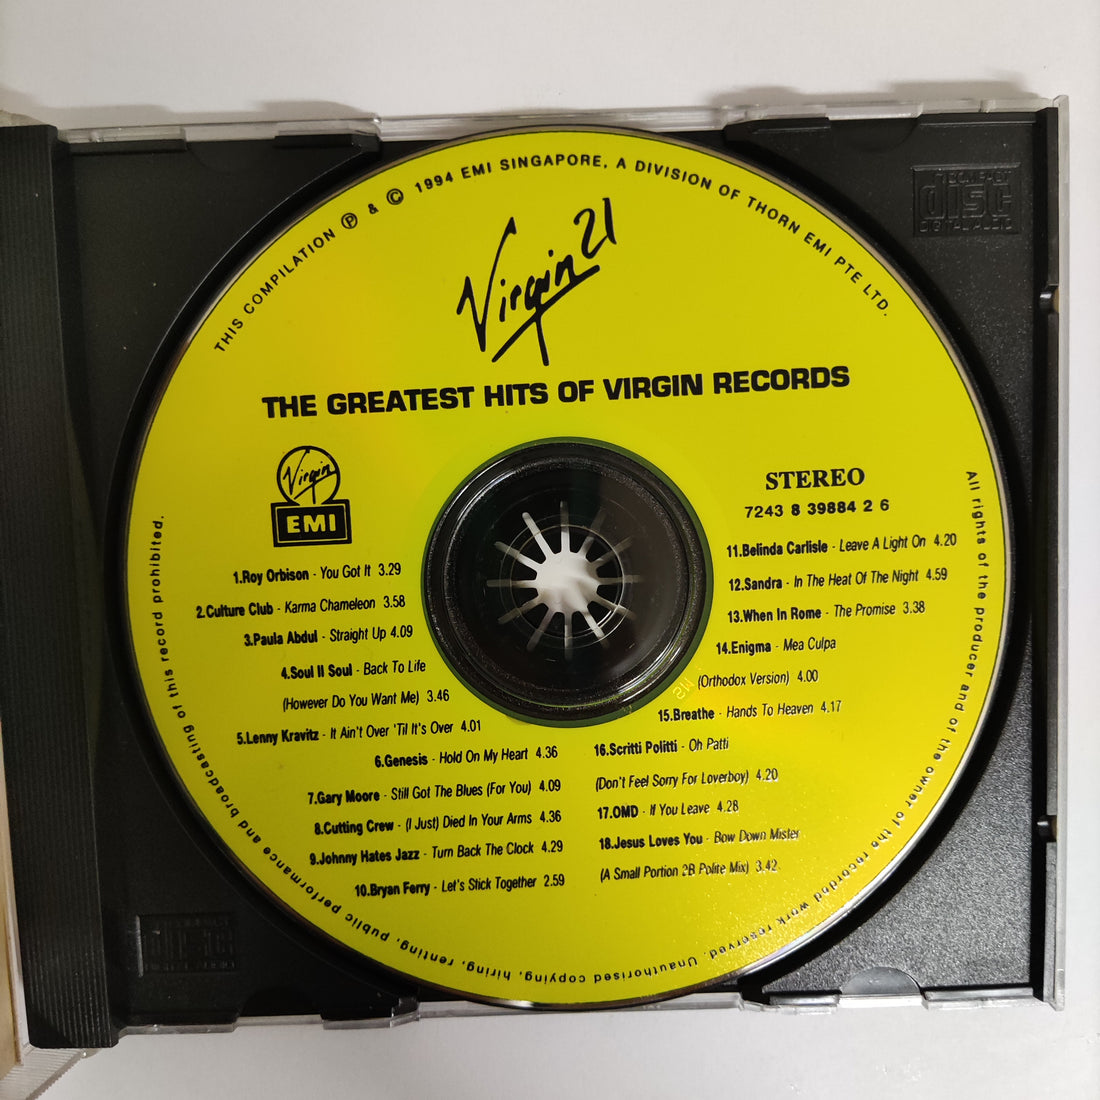 THIS COMPILATION ℗ & © 1994 EMI SINGAPORE, A DIVISION OF THORN EMI PTE LTD.
Virgin 21
THE GREATEST HITS OF VIRGIN RECORDS
Virgin
EMI
STEREO
7243 8 39884 2 6
1.Roy Orbison - You Got It 3.29
2.Culture Club - Karma Chameleon 3.58
3.Paula Abdul - Straight Up 4.09
4.Soul II Soul - Back To Life
(However Do You Want Me) 3.46
5.Lenny Kravitz - It Ain't Over 'Til It's Over 4.01
6.Genesis - Hold On My Heart 4.36
7.Gary Moore - Still Got The Blues (For You) 4.09
8.Cutting Crew - (I Just) Died In Your Arms 4.36
9.Johnny Hates Jazz - Turn Back The Clock 4.29
10.Bryan Ferry - Let's Stick Together 2.59
11.Belinda Carlisle - Leave A Light On 4.20
12.Sandra - In The Heat Of The Night 4.59
13.When In Rome - The Promise 3.38
14.Enigma - Mea Culpa
(Orthodox Version) 4.00
15.Breathe - Hands To Heaven 4.17
16.Scritti Politti - Oh Patti
(Don't Feel Sorry For Loverboy) 4.20
17.OMD - If You Leave 4.28
18.Jesus Loves You - Bow Down Mister
(A Small Portion 2B Polite Mix) 3.42
All rights of the producer and of the owner of the recorded work reserved. Unauthorised copying, hiring, renting, public performance and broadcasting of this record prohibited.
COMPACT
disc
DIGITAL AUDIO